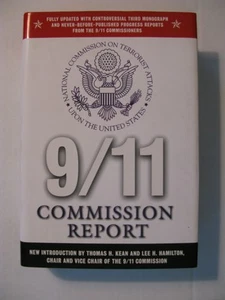 FULLY UPDATED WITH CONTROVERSIAL THIRD MONOGRAPH
AND NEVER-BEFORE-PUBLISHED PROGRESS REPORTS
FROM THE 9/11 COMMISSIONERS
NATIONAL COMMISSION ON TERRORIST ATTACKS
UPON THE UNITED STATES
9/11
COMMISSION
REPORT
NEW INTRODUCTION BY THOMAS H. KEAN AND LEE H. HAMILTON,
CHAIR AND VICE CHAIR OF THE 9/11 COMMISSION